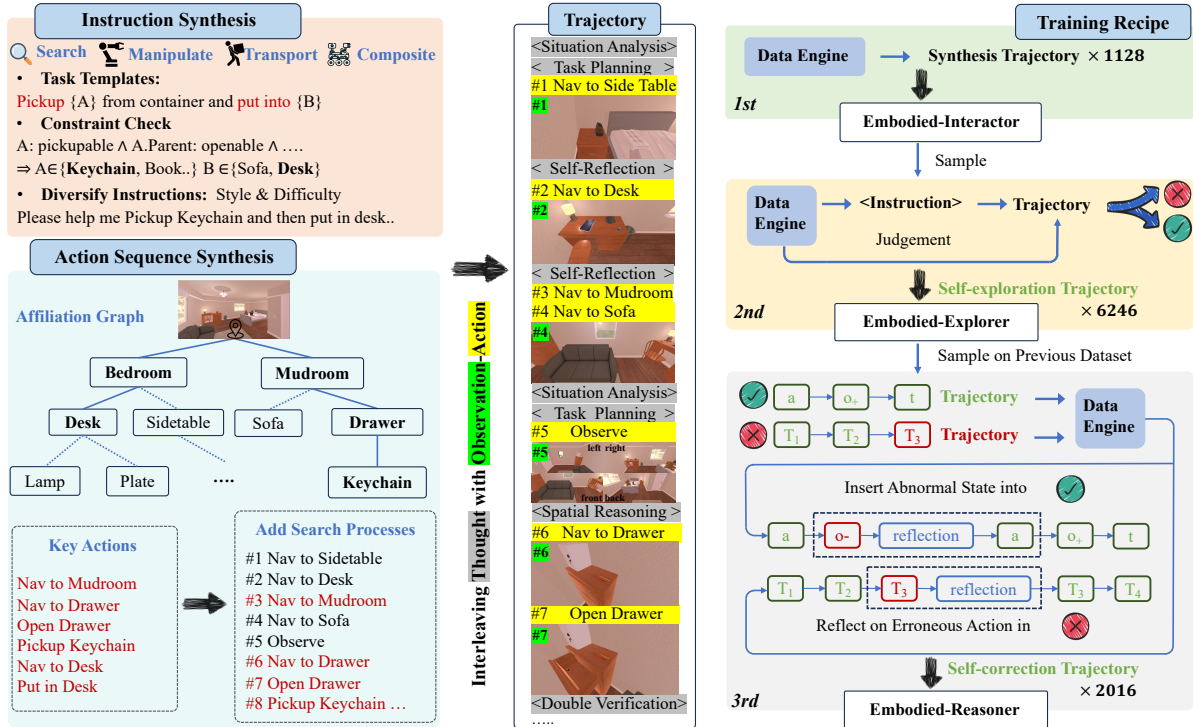 Instruction Synthesis
Search Manipulate Transport Composite
• Task Templates:
Pickup {A} from container and put into {B}
• Constraint Check
A: pickupable ∧ A.Parent: openable ∧ ….
⇒ A∈{Keychain, Book..} B ∈{Sofa, Desk}
• Diversify Instructions: Style & Difficulty
Please help me Pickup Keychain and then put in desk..
Action Sequence Synthesis
Affiliation Graph
Bedroom
Mudroom
Desk
Sidetable
Sofa
Drawer
Lamp
Plate
….
Keychain
Key Actions
Nav to Mudroom
Nav to Drawer
Open Drawer
Pickup Keychain
Nav to Desk
Put in Desk
Add Search Processes
#1 Nav to Sidetable
#2 Nav to Desk
#3 Nav to Mudroom
#4 Nav to Sofa
#5 Observe
#6 Nav to Drawer
#7 Open Drawer
#8 Pickup Keychain …
Interleaving Thought with Observation-Action
Trajectory
<Situation Analysis>
< Task Planning >
#1 Nav to Side Table
#1
< Self-Reflection >
#2 Nav to Desk
#2
< Self-Reflection >
#3 Nav to Mudroom
#4 Nav to Sofa
#4
<Situation Analysis>
< Task Planning >
#5 Observe
#5
left right
front back
<Spatial Reasoning >
#6 Nav to Drawer
#6
#7 Open Drawer
#7
<Double Verification>
…..
Training Recipe
Data Engine
Synthesis Trajectory × 1128
1st
Embodied-Interactor
Sample
Data
Engine
<Instruction>
Trajectory
Judgement
Self-exploration Trajectory
× 6246
2nd
Embodied-Explorer
Sample on Previous Dataset
a o+ t Trajectory
T1 T2 T3 Trajectory
Data
Engine
Insert Abnormal State into
a o- reflection a o+ t
T1 T2 T3 reflection T3 T4
Reflect on Erroneous Action in
Self-correction Trajectory
× 2016
3rd
Embodied-Reasoner